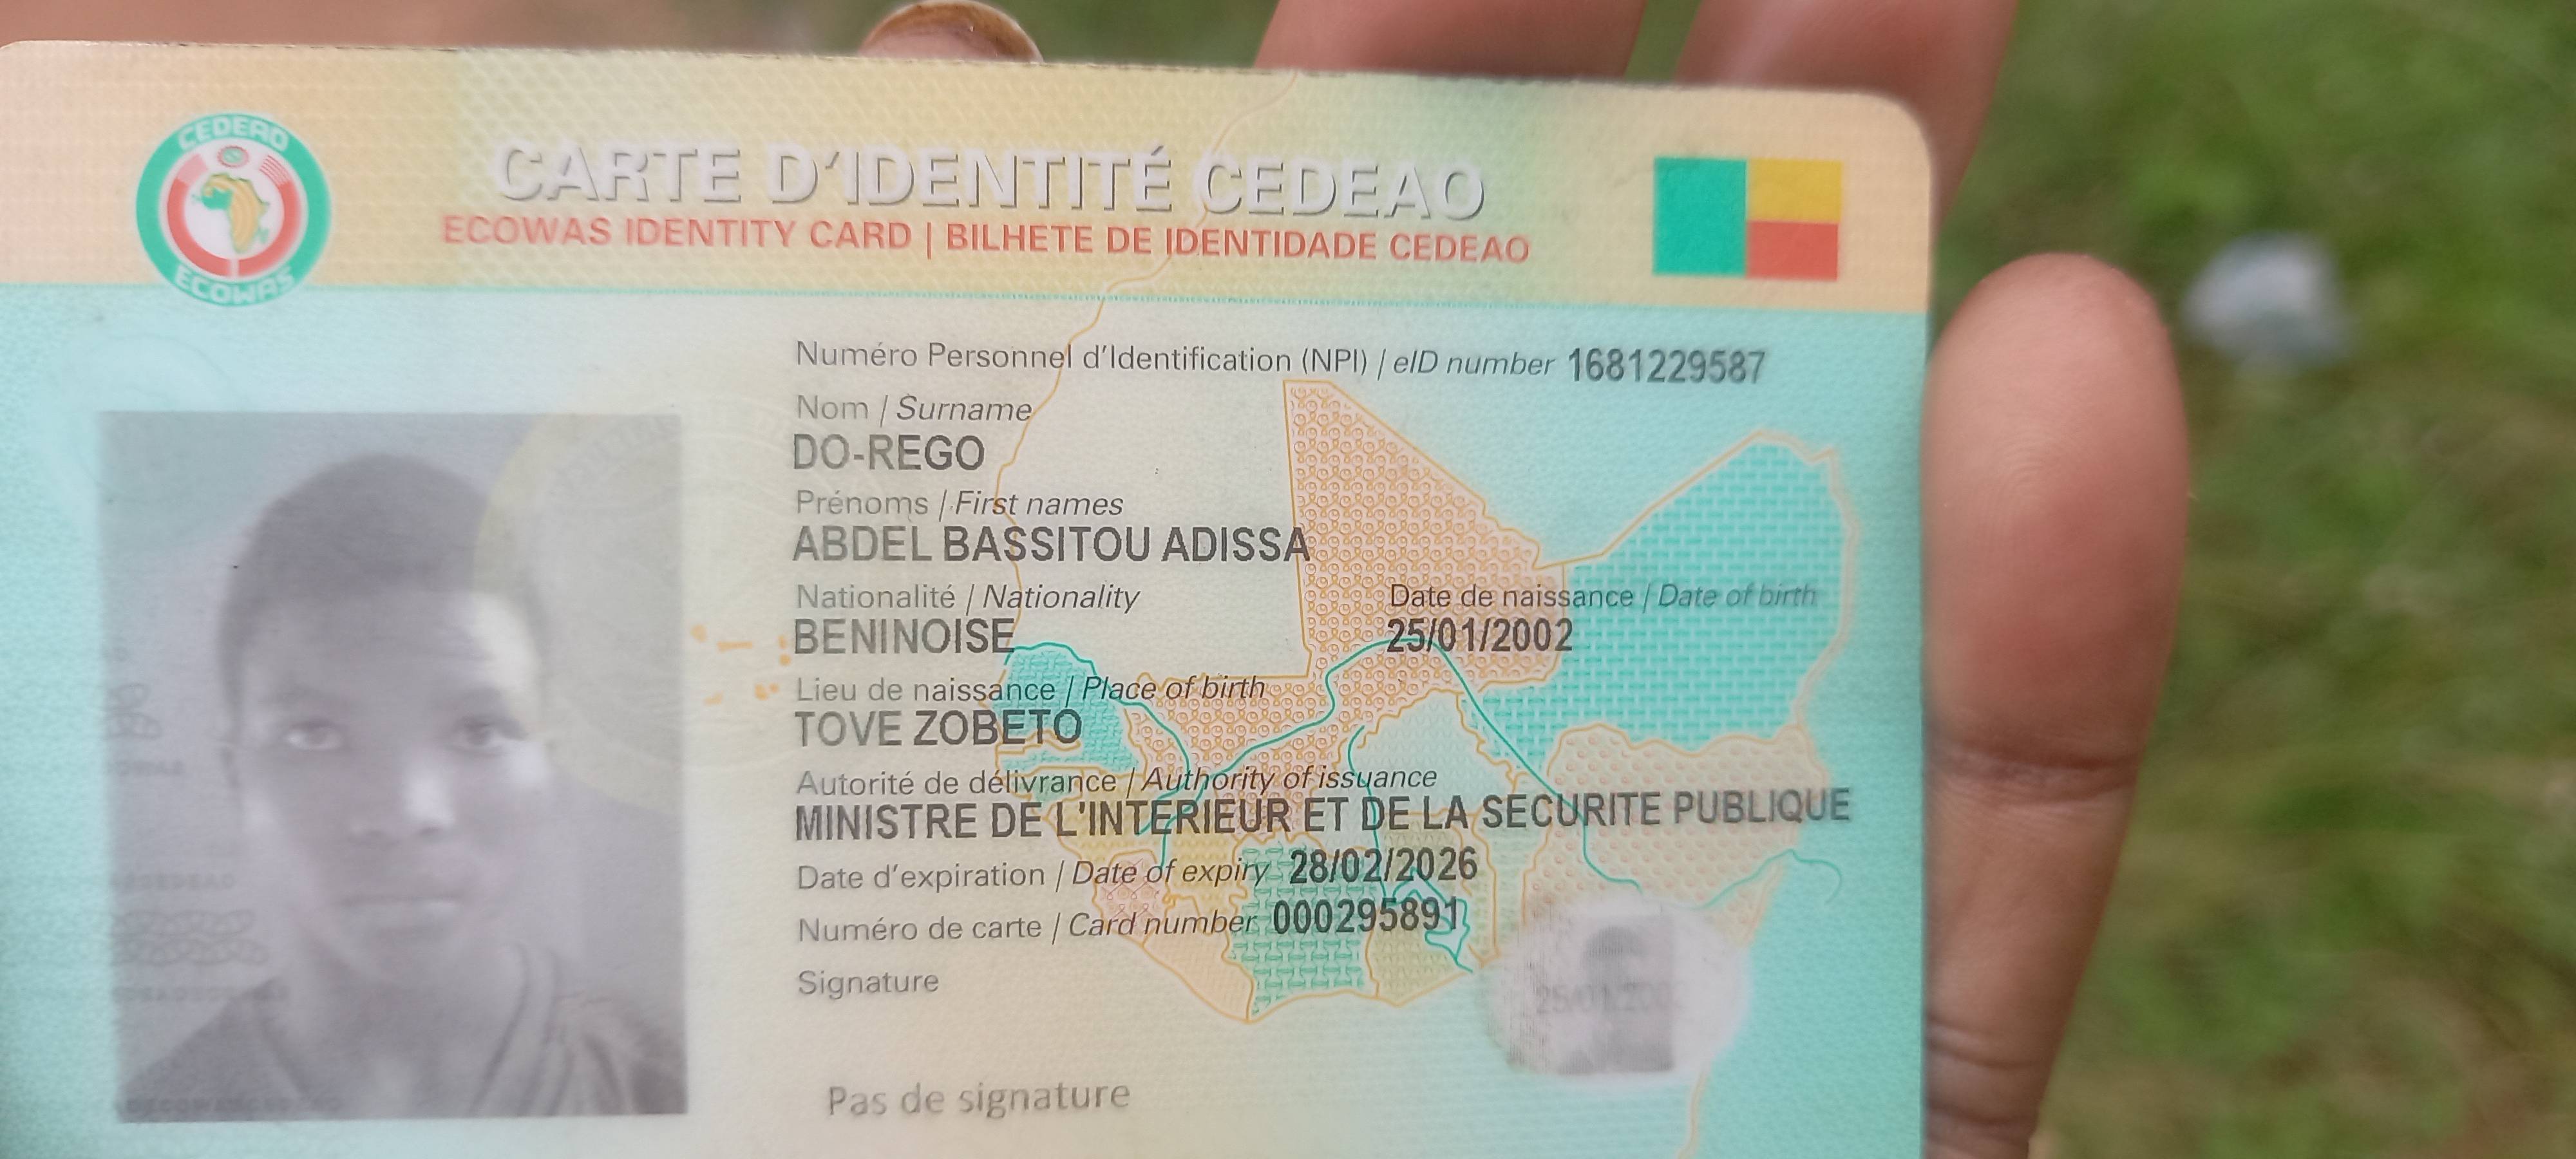 CEDEAO
ECOWAS
CARTE D'IDENTITÉ CEDEAO
ECOWAS IDENTITY CARD | BILHETE DE IDENTIDADE CEDEAO
Numéro Personnel d'Identification (NPI) / eID number 1681229587
Nom / Surname
DO-REGO
Prénoms / First names
ABDEL BASSITOU ADISSA
Nationalité / Nationality
BENINOISE
Date de naissance / Date of birth
25/01/2002
Lieu de naissance / Place of birth
TOVE ZOBETO
Autorité de délivrance / Authority of issuance
MINISTRE DE L'INTERIEUR ET DE LA SECURITE PUBLIQUE
Date d'expiration / Date of expiry 28/02/2026
Numéro de carte / Card number 000295891
Signature
Pas de signature